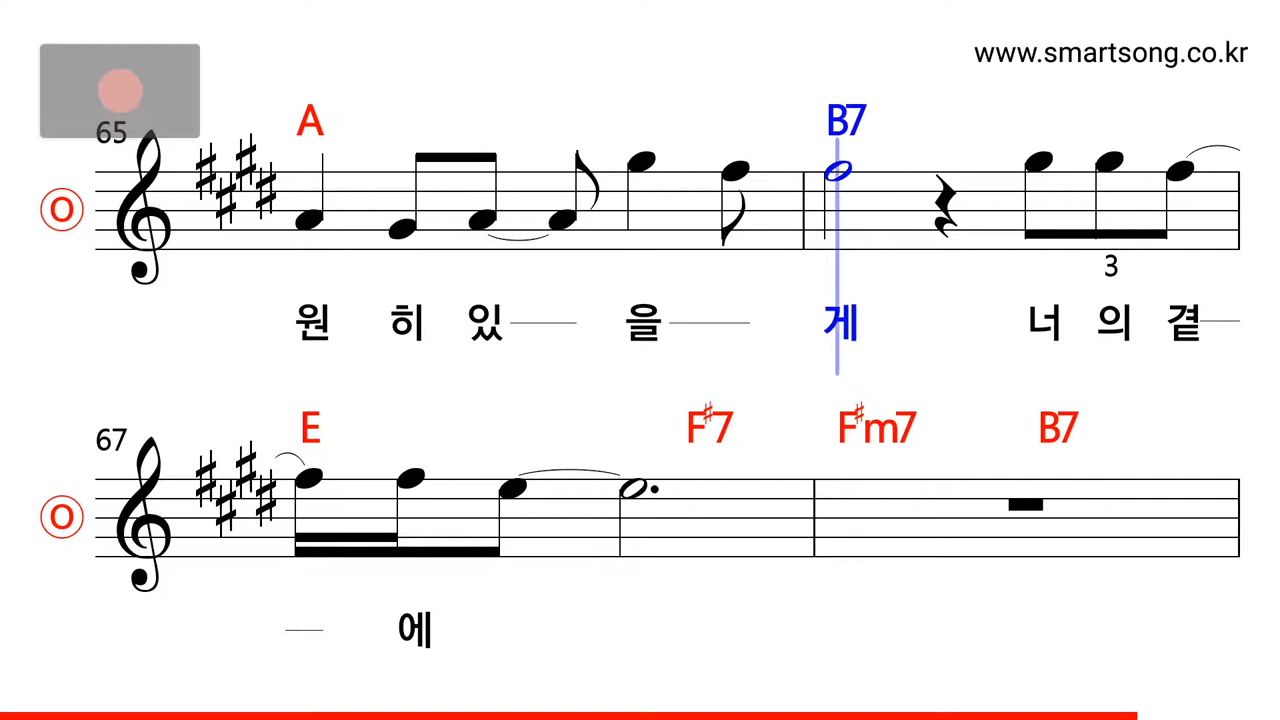 www.smartsong.co.kr
65
A B7
O
3
원 히 있 을 게 너 의 곁
67
E F♯7 F♯m7 B7
O
에